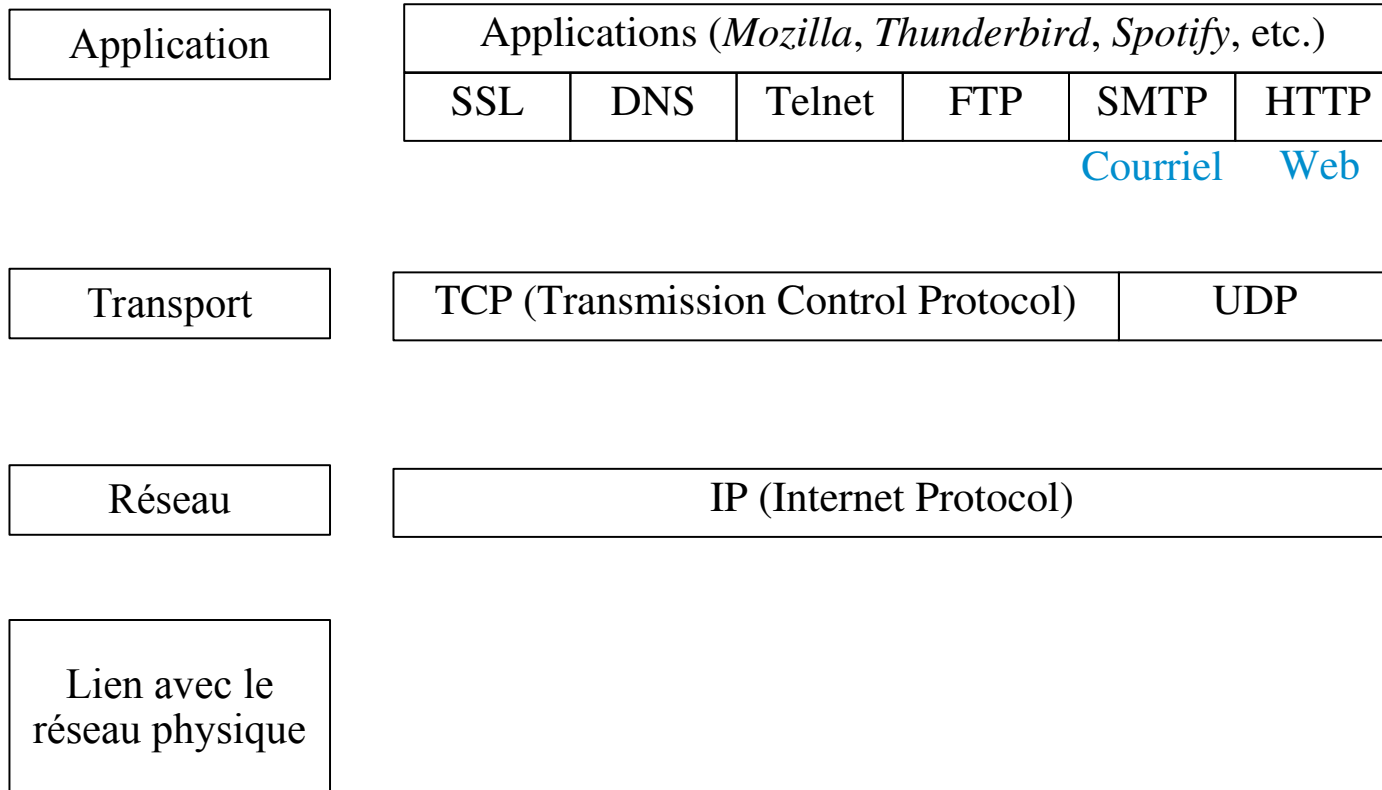 Application
Applications (Mozilla, Thunderbird, Spotify, etc.)
SSL DNS Telnet FTP SMTP HTTP
Courriel Web
Transport
TCP (Transmission Control Protocol) UDP
Réseau
IP (Internet Protocol)
Lien avec le
réseau physique